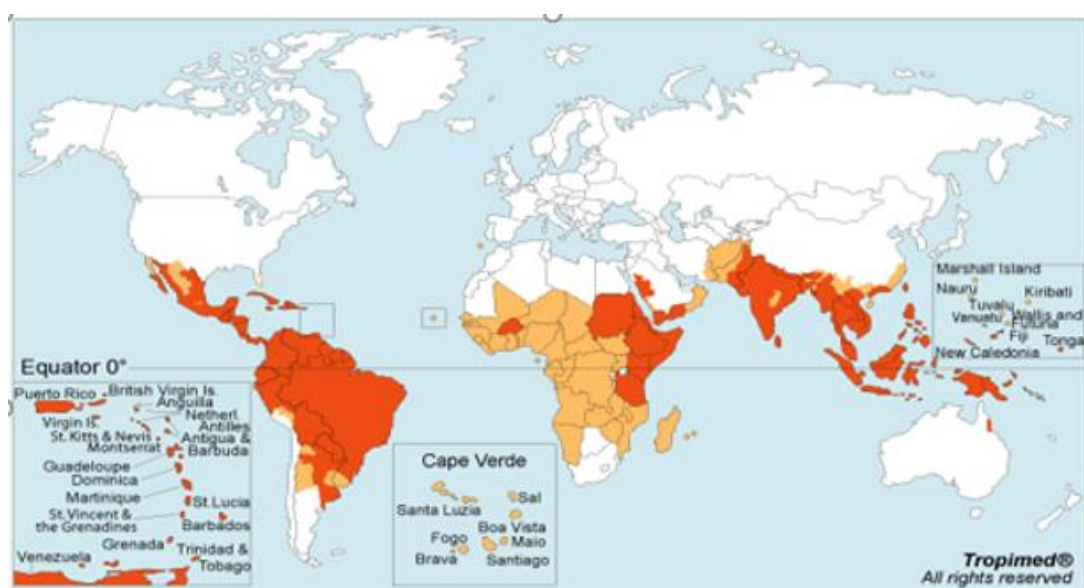 Marshall Island
Nauru
Kiribati
Tuvalu
Wallis and
Vanuatu
Futuna
Fiji
Tonga
New Caledonia
Equator 0°
Puerto Rico
British Virgin Is.
Anguilla
Netherl.
Antilles
Virgin Is.
St. Kitts & Nevis
Antigua &
Barbuda
Montserrat
Guadeloupe
Dominica
Martinique
St.Lucia
St. Vincent &
the Grenadines
Barbados
Grenada
Trinidad &
Tobago
Venezuela
Cape Verde
Santa Luzia
Sal
Boa Vista
Fogo
Maio
Brava
Santiago
Tropimed®
All rights reserved